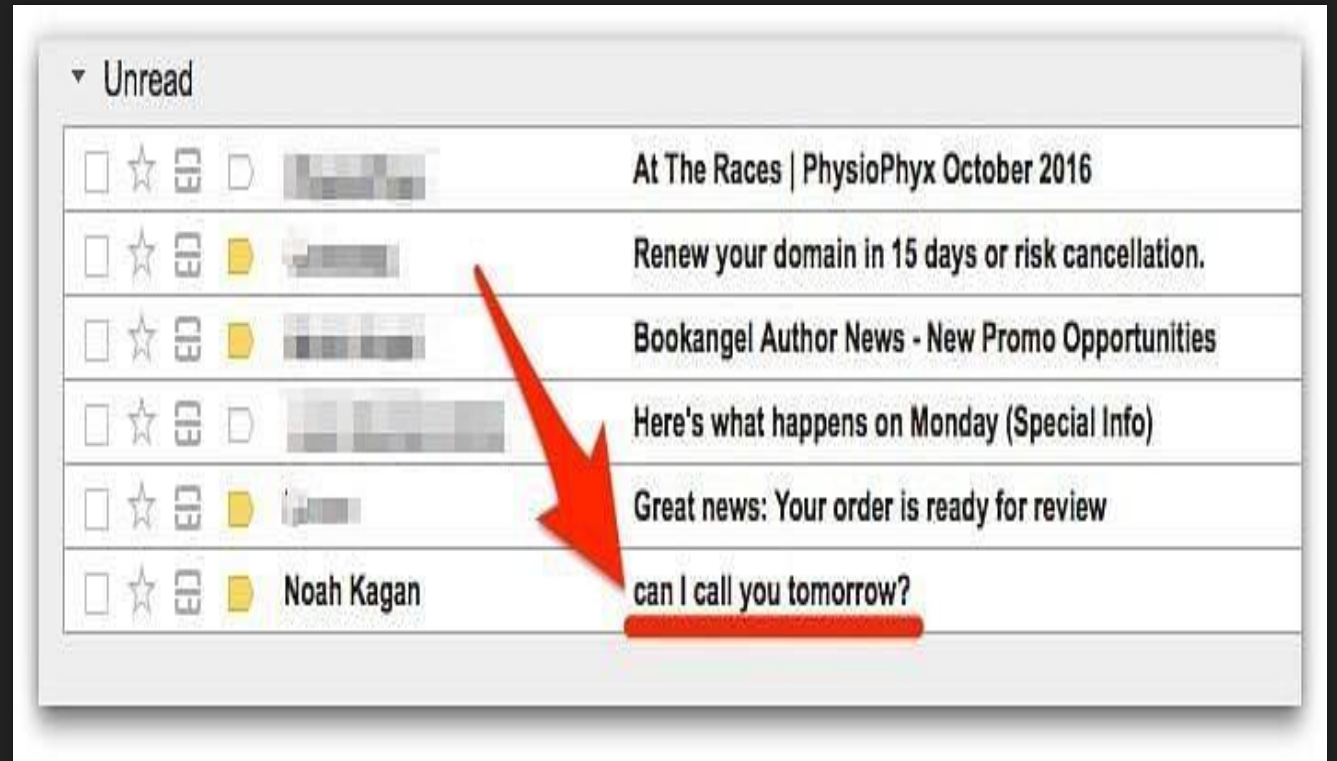 Unread
At The Races | PhysioPhyx October 2016
Renew your domain in 15 days or risk cancellation.
Bookangel Author News - New Promo Opportunities
Here's what happens on Monday (Special Info)
Great news: Your order is ready for review
Noah Kagan can I call you tomorrow?